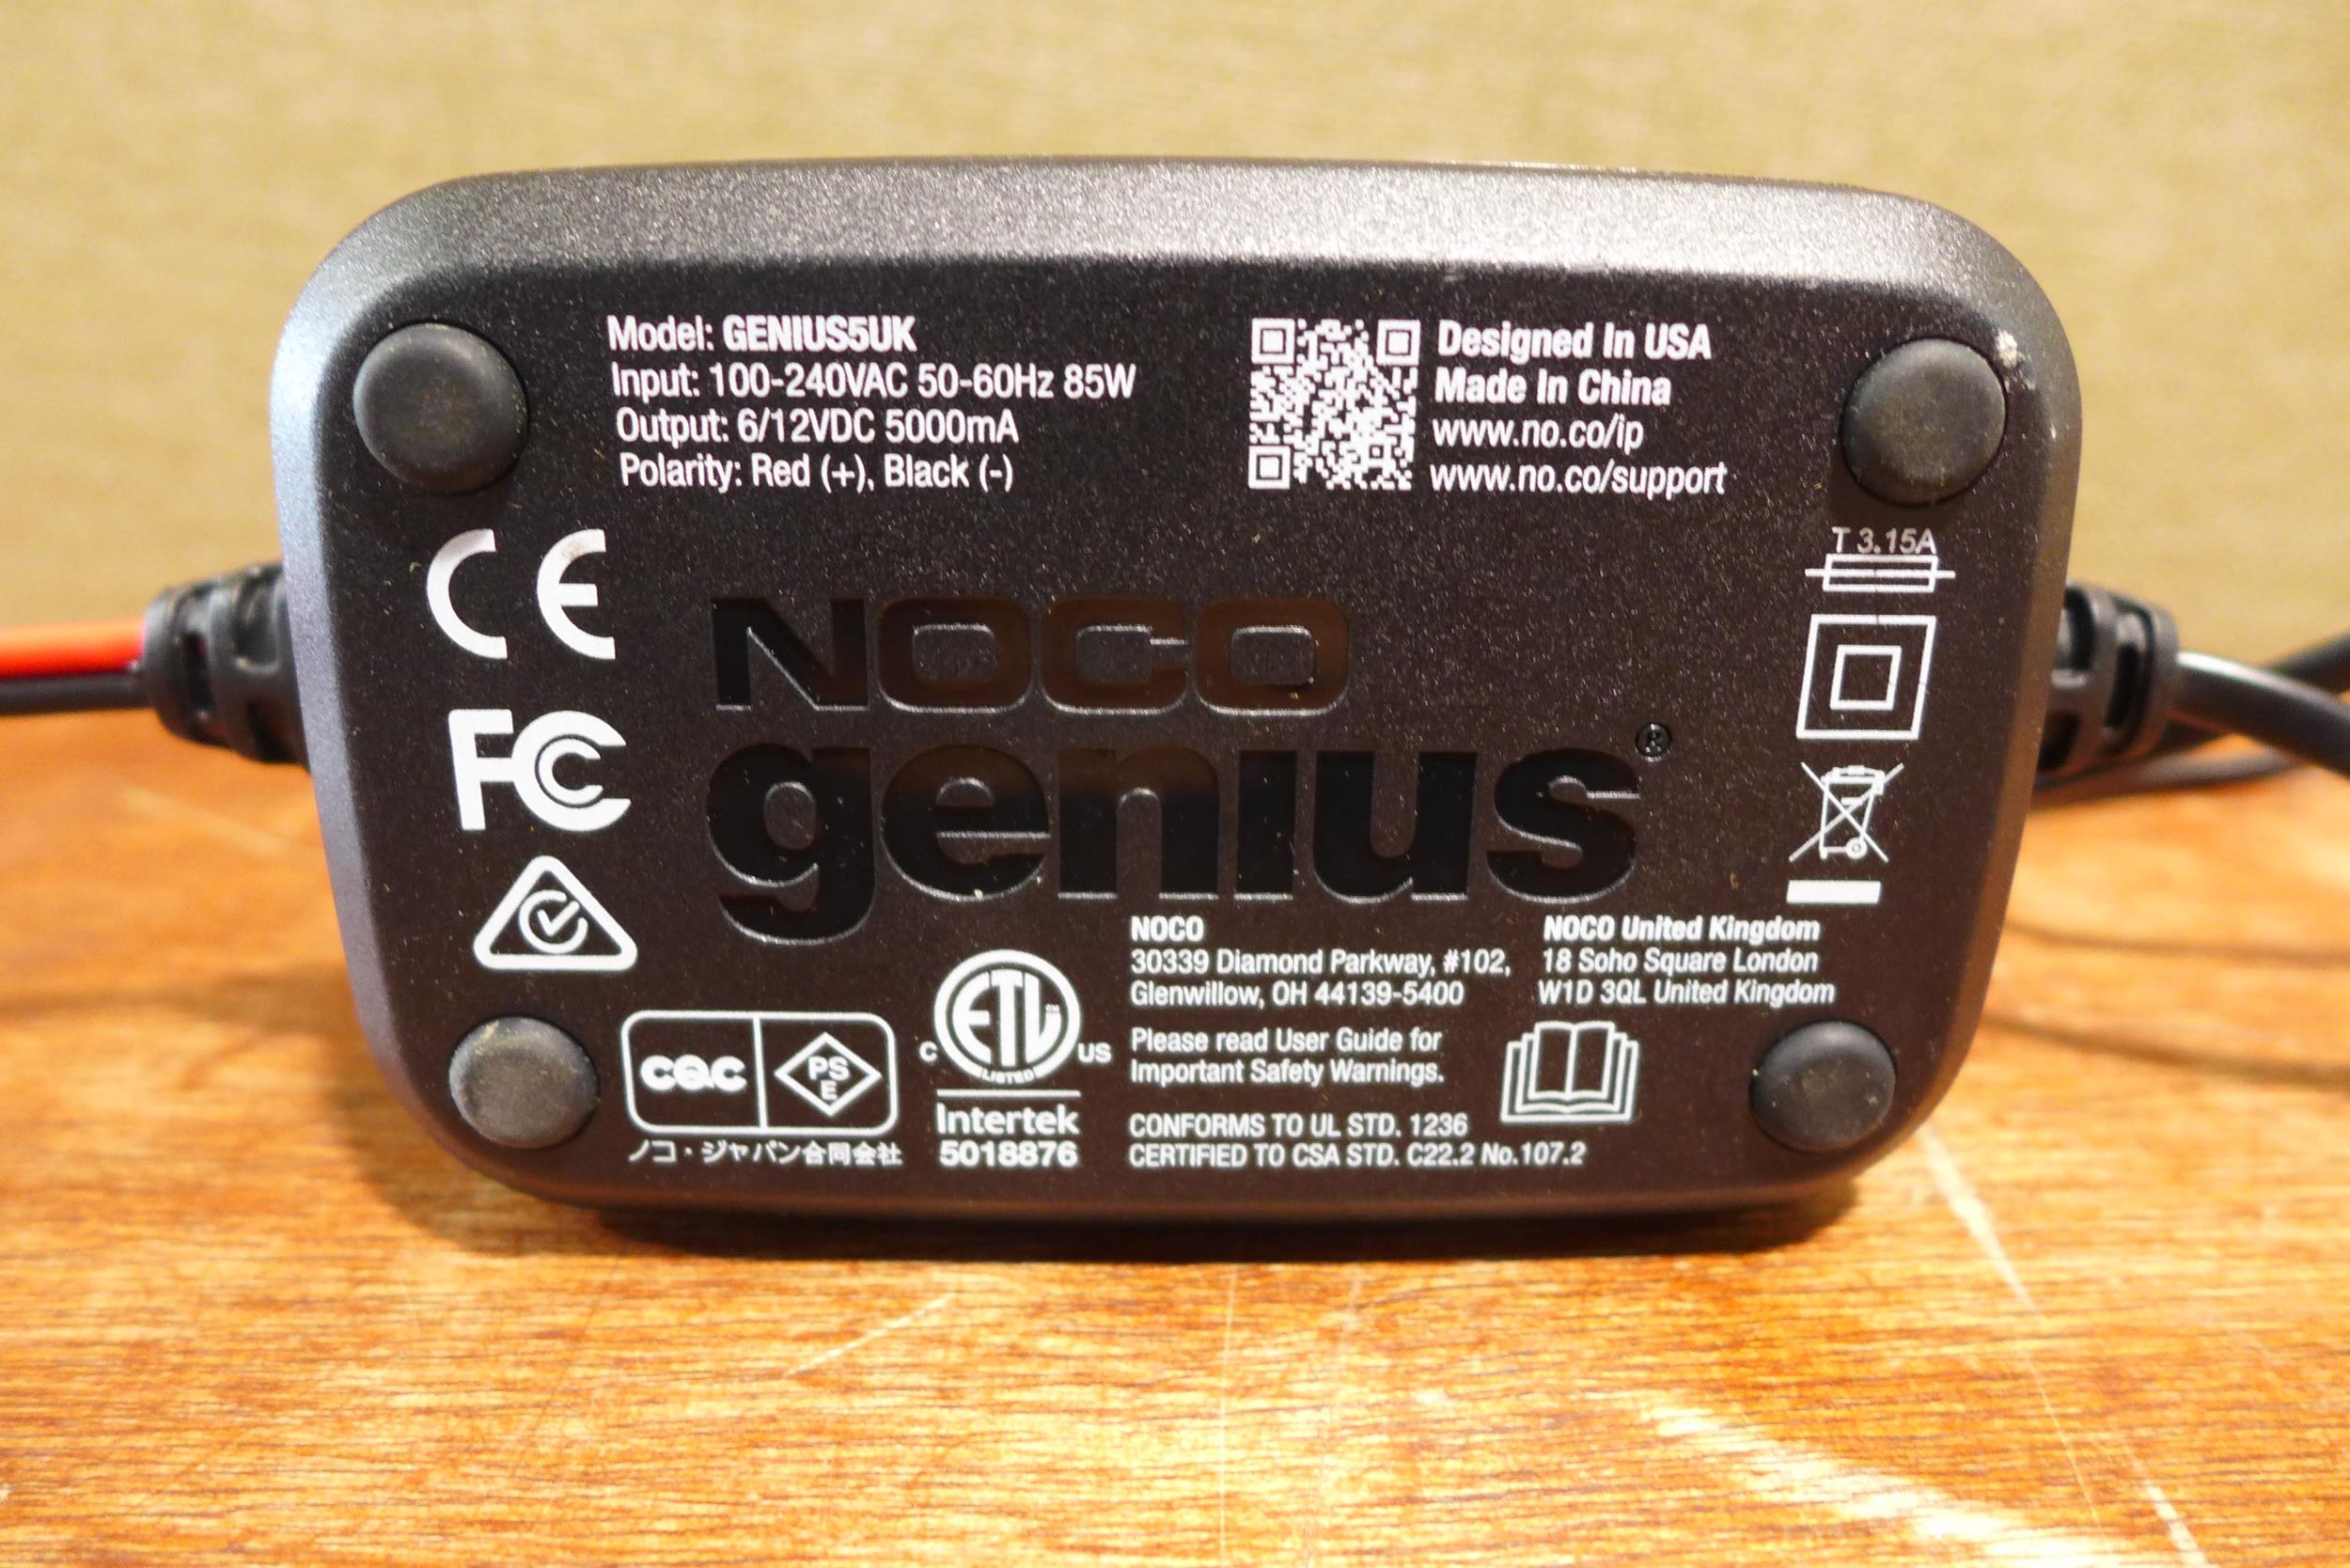 Model: GENIUS5UK
Input: 100-240VAC 50-60Hz 85W
Output: 6/12VDC 5000mA
Polarity: Red (+), Black (-)
Designed In USA
Made In China
www.no.co/ip
www.no.co/support
T 3.15A
CE
FC
NOCO
genius®
NOCO
30339 Diamond Parkway, #102,
Glenwillow, OH 44139-5400
NOCO United Kingdom
18 Soho Square London
W1D 3QL United Kingdom
Please read User Guide for
Important Safety Warnings.
CONFORMS TO UL STD. 1236
CERTIFIED TO CSA STD. C22.2 No.107.2
c ETL™ us
LISTED
Intertek
5018876
cqc
PS
E
ノコ・ジャパン合同会社